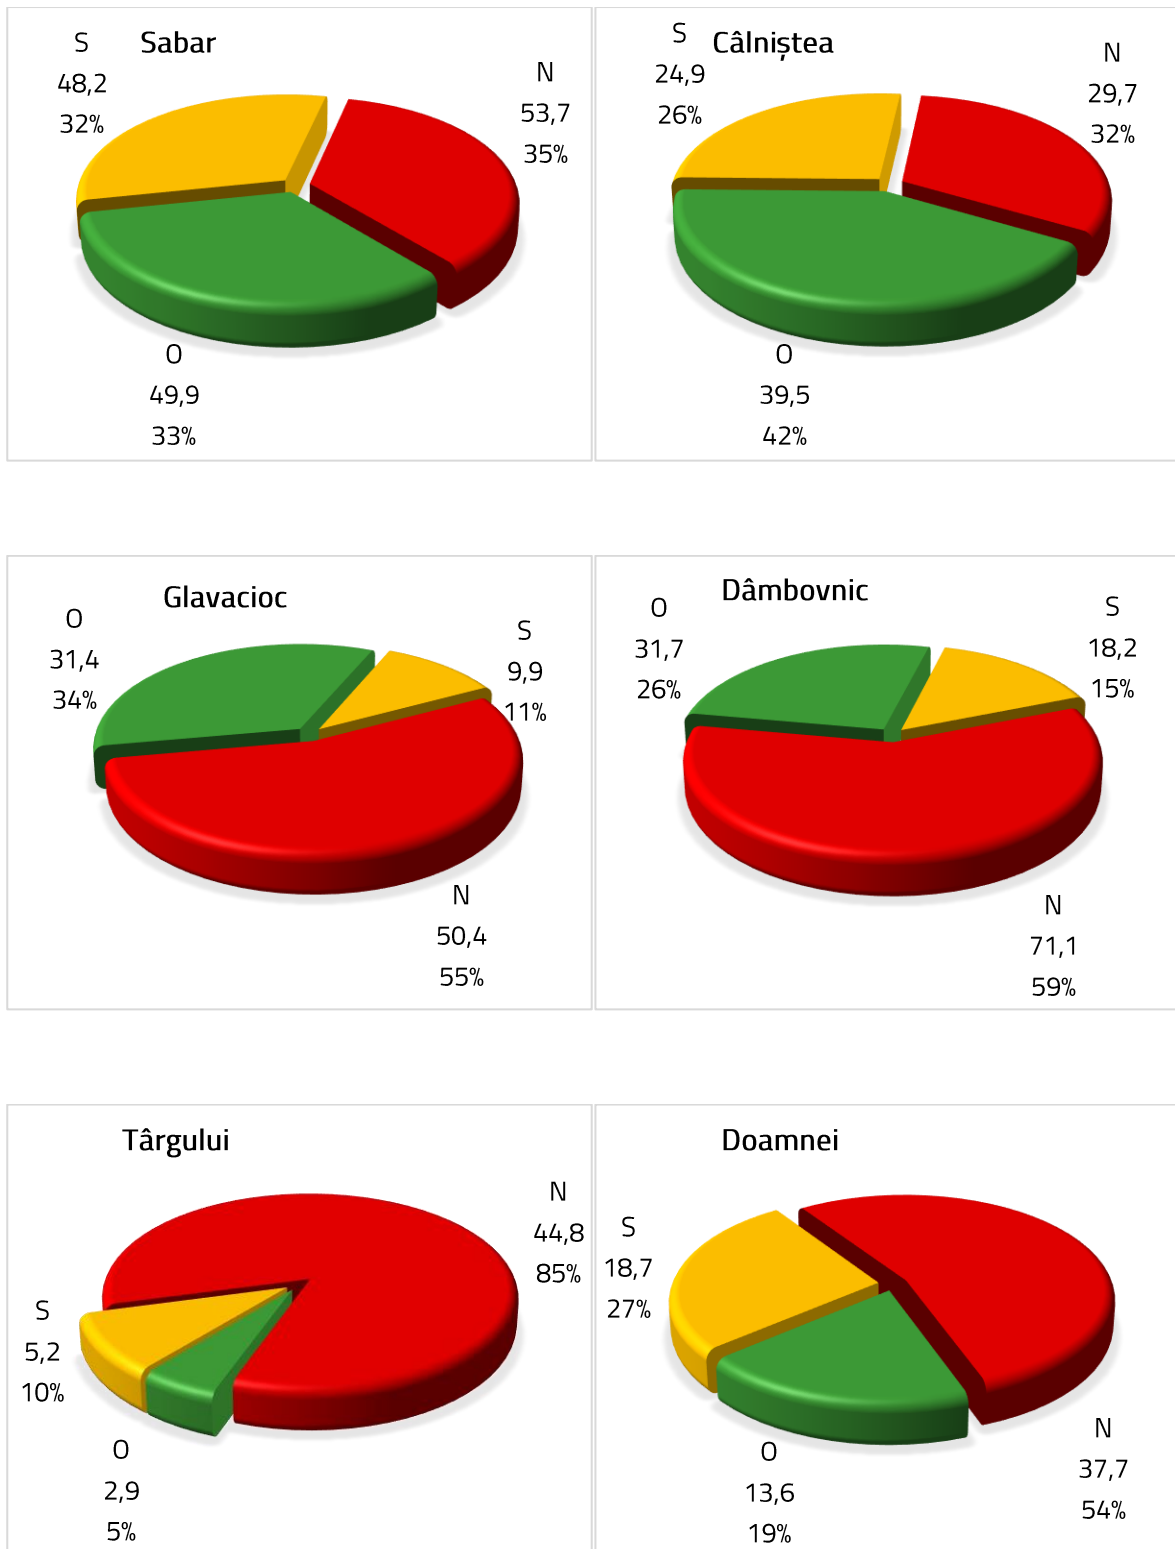 Sabar
S
48,2
32%
N
53,7
35%
O
49,9
33%
Câlniștea
S
24,9
26%
N
29,7
32%
O
39,5
42%
Glavacioc
O
31,4
34%
S
9,9
11%
N
50,4
55%
Dâmbovnic
O
31,7
26%
S
18,2
15%
N
71,1
59%
Târgului
N
44,8
85%
S
5,2
10%
O
2,9
5%
Doamnei
S
18,7
27%
N
37,7
54%
O
13,6
19%